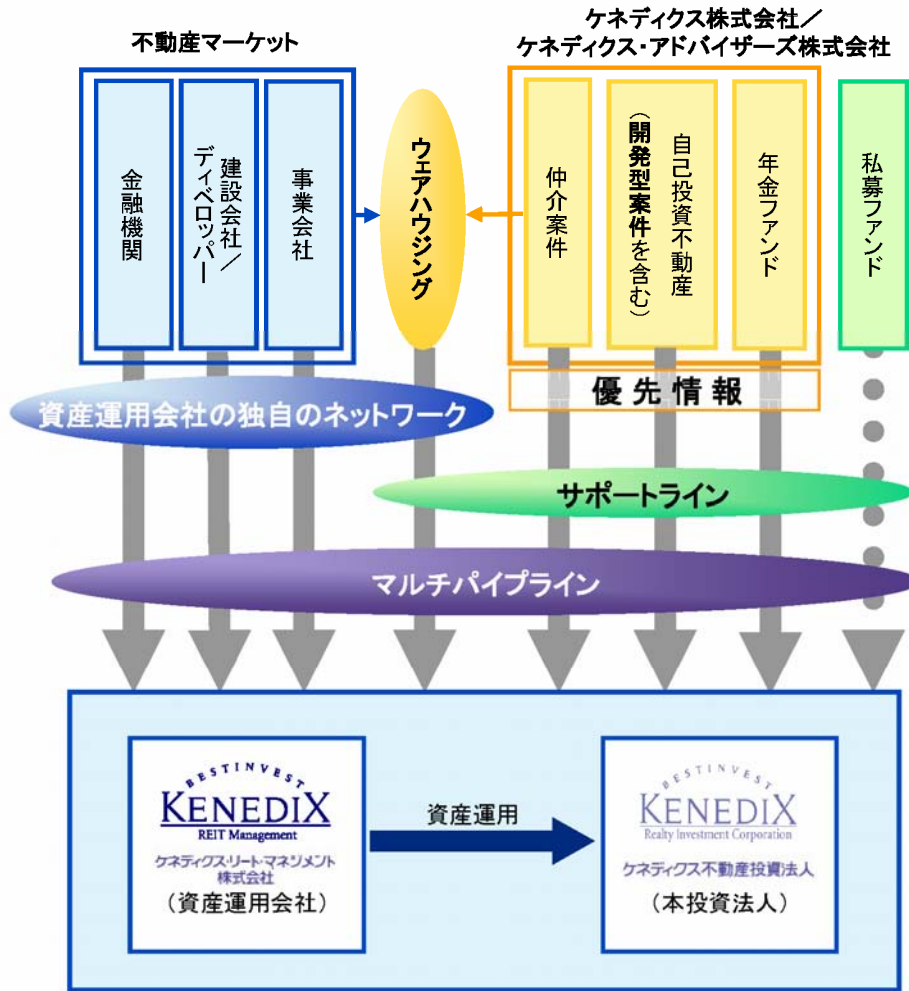 不動産マーケット
ケネディクス株式会社/
ケネディクス・アドバイザーズ株式会社
金融機関
建設会社/
ディベロッパー
事業会社
ウェアハウジング
仲介案件
自己投資不動産
(開発型案件を含む)
年金ファンド
私募ファンド
優先情報
資産運用会社の独自のネットワーク
サポートライン
マルチパイプライン
BESTINVEST
KENEDIX
REIT Management
ケネディクス・リート・マネジメント
株式会社
(資産運用会社)
資産運用
BESTINVEST
KENEDIX
Realty Investment Corporation
ケネディクス不動産投資法人
(本投資法人)